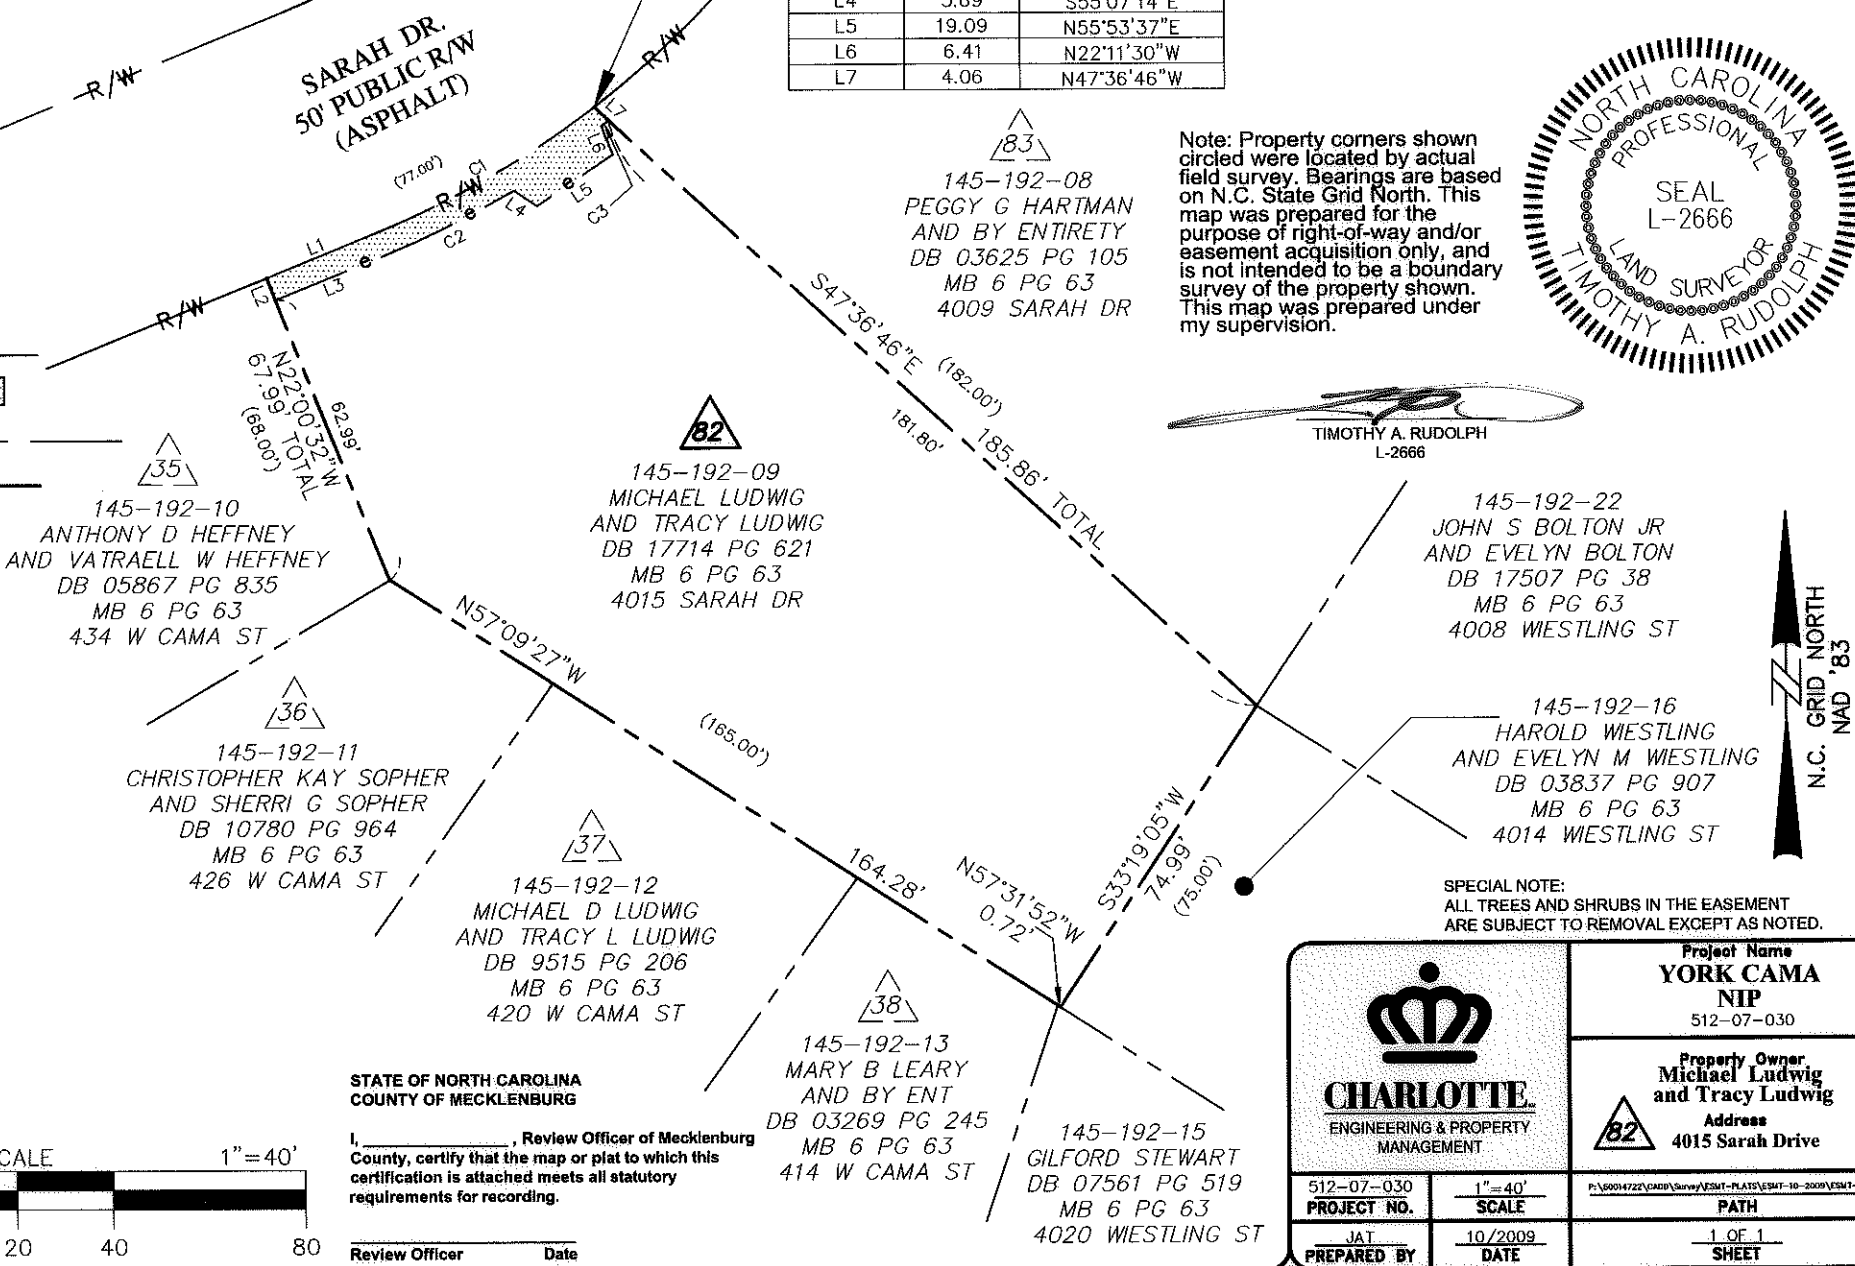 L4 5.89 S55°07'14"E
L5 19.09 N55°53'37"E
L6 6.41 N22°11'30"W
L7 4.06 N47°36'46"W
R/W
SARAH DR.
50' PUBLIC R/W
(ASPHALT)
R/W
(77.00')
R/W
C1
L7
L6
L5
L4
C3
e
e
C2
e
L1
L2
L3
R/W
83
145-192-08
PEGGY G HARTMAN
AND BY ENTIRETY
DB 03625 PG 105
MB 6 PG 63
4009 SARAH DR
Note: Property corners shown
circled were located by actual
field survey. Bearings are based
on N.C. State Grid North. This
map was prepared for the
purpose of right-of-way and/or
easement acquisition only, and
is not intended to be a boundary
survey of the property shown.
This map was prepared under
my supervision.
NORTH CAROLINA
PROFESSIONAL
SEAL
L-2666
LAND SURVEYOR
TIMOTHY A. RUDOLPH
TIMOTHY A. RUDOLPH
L-2666
S47°36'46"E
(182.00')
181.80'
185.86' TOTAL
62.99'
N22°00'32"W
67.99' TOTAL
(68.00')
35
145-192-10
ANTHONY D HEFFNEY
AND VATRAELL W HEFFNEY
DB 05867 PG 835
MB 6 PG 63
434 W CAMA ST
82
145-192-09
MICHAEL LUDWIG
AND TRACY LUDWIG
DB 17714 PG 621
MB 6 PG 63
4015 SARAH DR
145-192-22
JOHN S BOLTON JR
AND EVELYN BOLTON
DB 17507 PG 38
MB 6 PG 63
4008 WIESTLING ST
N.C. GRID NORTH
NAD '83
N57°09'27"W
(165.00')
164.28'
36
145-192-11
CHRISTOPHER KAY SOPHER
AND SHERRI G SOPHER
DB 10780 PG 964
MB 6 PG 63
426 W CAMA ST
145-192-16
HAROLD WIESTLING
AND EVELYN M WIESTLING
DB 03837 PG 907
MB 6 PG 63
4014 WIESTLING ST
37
145-192-12
MICHAEL D LUDWIG
AND TRACY L LUDWIG
DB 9515 PG 206
MB 6 PG 63
420 W CAMA ST
N57°31'52"W
0.72'
S33°19'05"W
74.99'
(75.00')
38
145-192-13
MARY B LEARY
AND BY ENT
DB 03269 PG 245
MB 6 PG 63
414 W CAMA ST
145-192-15
GILFORD STEWART
DB 07561 PG 519
MB 6 PG 63
4020 WIESTLING ST
SPECIAL NOTE:
ALL TREES AND SHRUBS IN THE EASEMENT
ARE SUBJECT TO REMOVAL EXCEPT AS NOTED.
STATE OF NORTH CAROLINA
COUNTY OF MECKLENBURG
I, ____________ , Review Officer of Mecklenburg
County, certify that the map or plat to which this
certification is attached meets all statutory
requirements for recording.
Review Officer Date
CALE 1"=40'
20 40 80
CHARLOTTE
ENGINEERING & PROPERTY
MANAGEMENT
Project Name
YORK CAMA
NIP
512-07-030
Property Owner
Michael Ludwig
and Tracy Ludwig
82
Address
4015 Sarah Drive
512-07-030
PROJECT NO.
1"=40'
SCALE
P:\60014722\CADD\Survey\ESMT-PLATS\ESMT-10-2009\ESMT-
PATH
JAT
PREPARED BY
10/2009
DATE
1 OF 1
SHEET